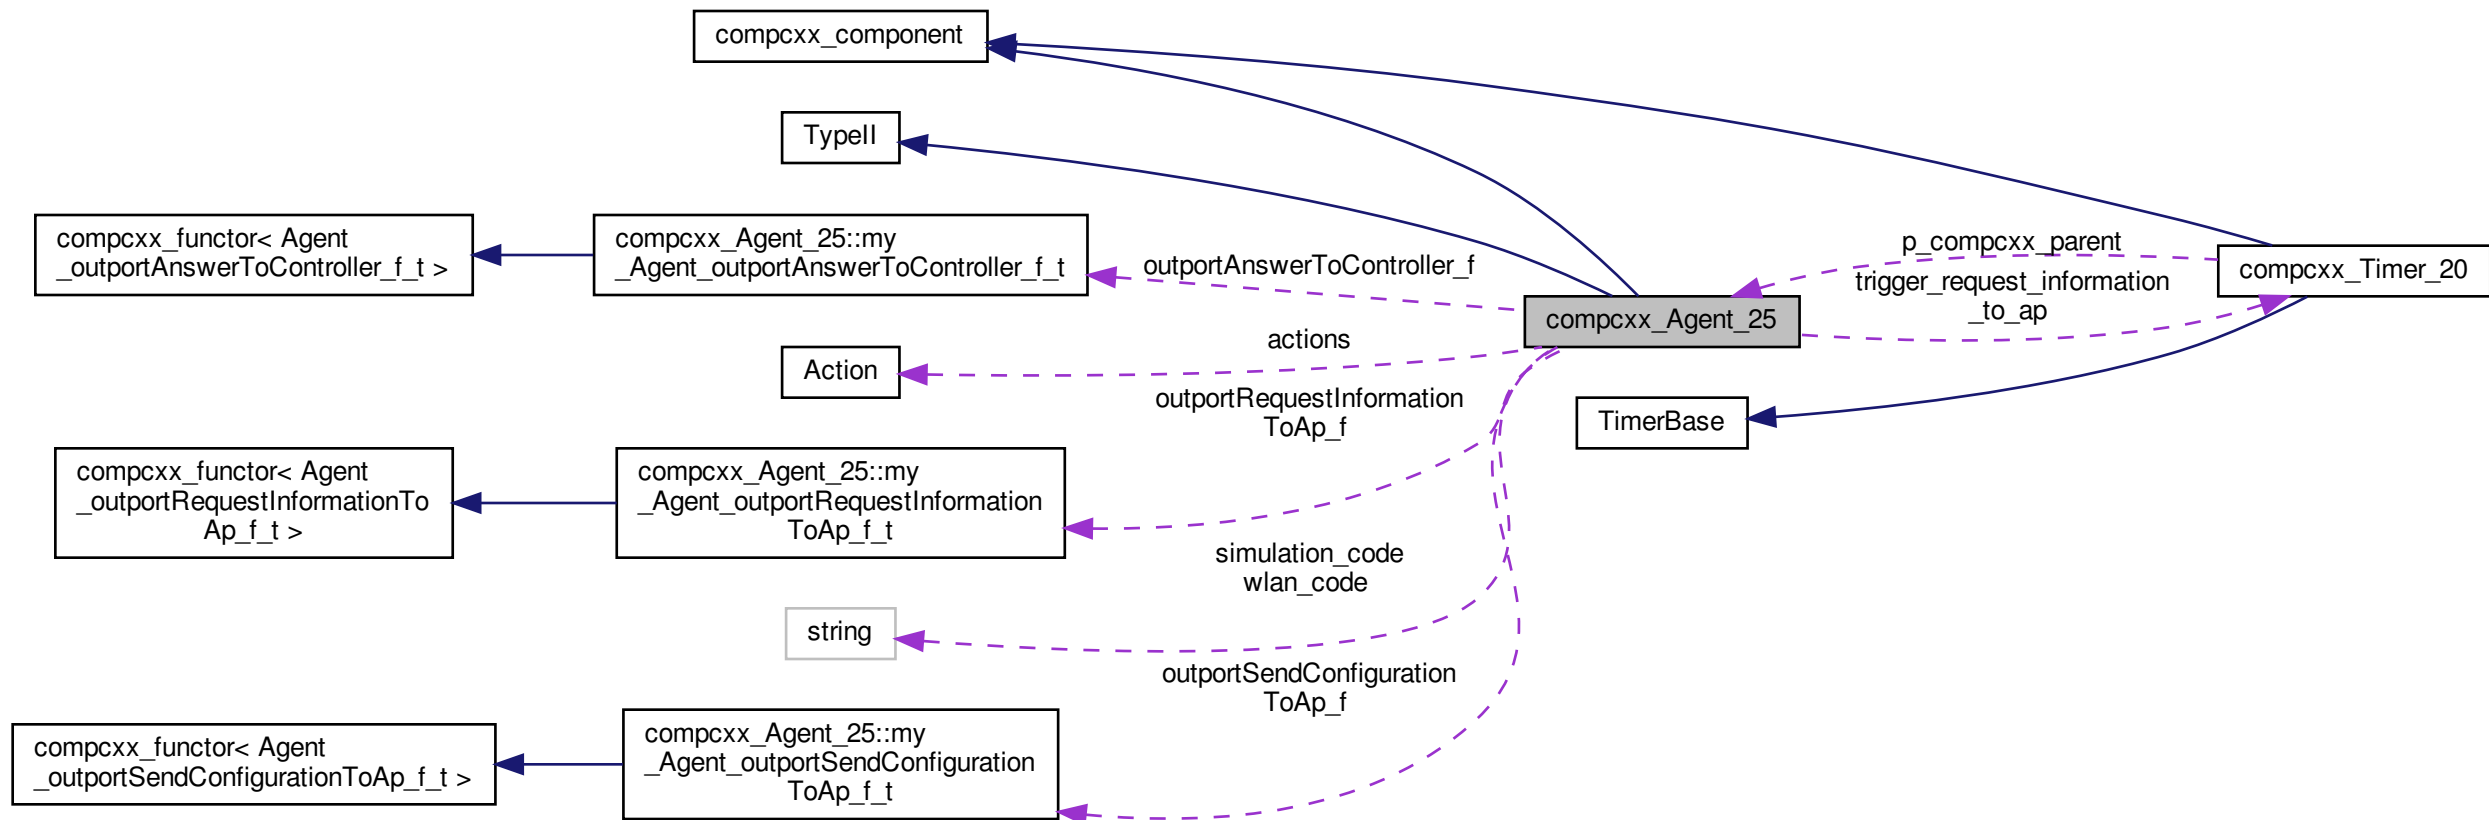 compcxx_component
TypeII
compcxx_functor< Agent
_outportAnswerToController_f_t >
compcxx_Agent_25::my
_Agent_outportAnswerToController_f_t
outportAnswerToController_f
p_compcxx_parent
trigger_request_information
_to_ap
compcxx_Timer_20
compcxx_Agent_25
actions
Action
outportRequestInformation
ToAp_f
TimerBase
compcxx_functor< Agent
_outportRequestInformationTo
Ap_f_t >
compcxx_Agent_25::my
_Agent_outportRequestInformation
ToAp_f_t
simulation_code
wlan_code
string
outportSendConfiguration
ToAp_f
compcxx_functor< Agent
_outportSendConfigurationToAp_f_t >
compcxx_Agent_25::my
_Agent_outportSendConfiguration
ToAp_f_t